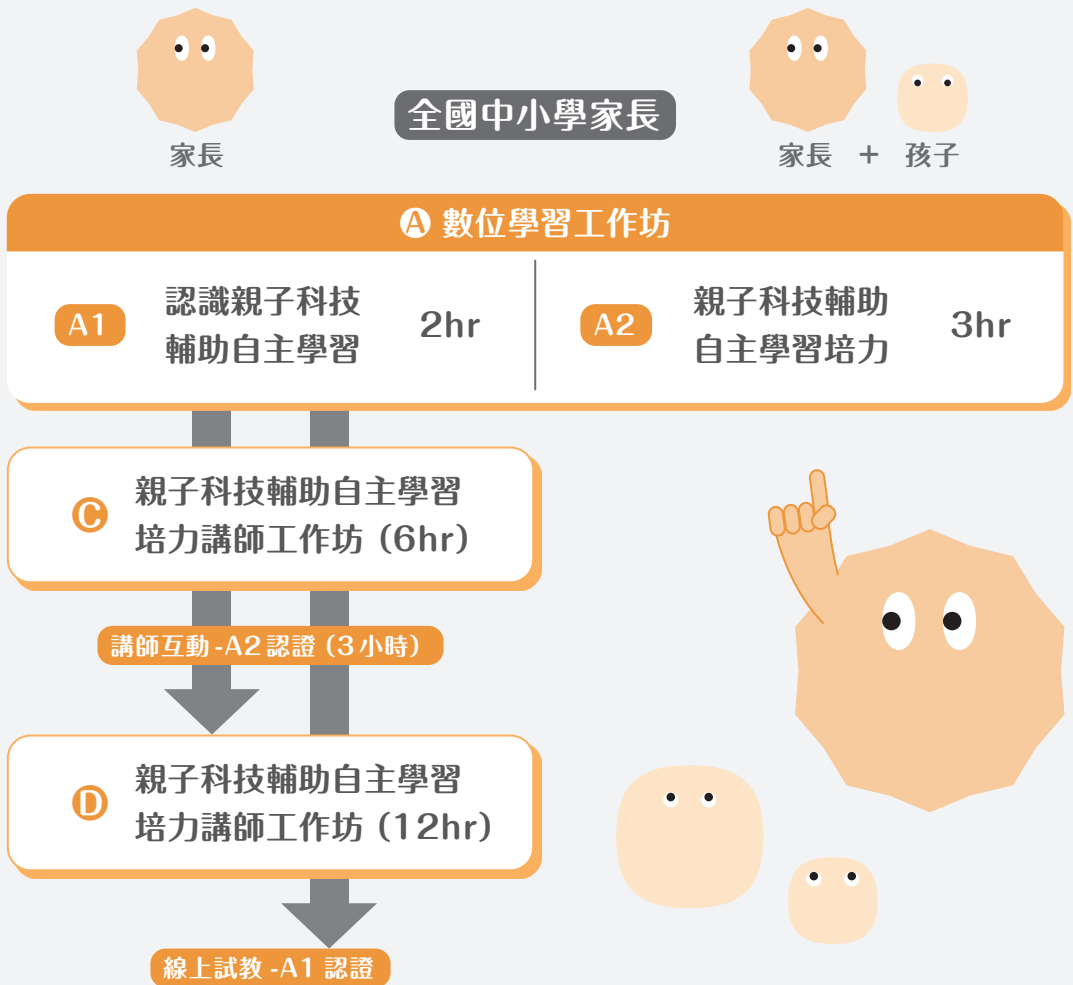 全國中小學家長
家長
家長 + 孩子
A 數位學習工作坊
A1
認識親子科技
輔助自主學習
2hr
A2
親子科技輔助
自主學習培力
3hr
C
親子科技輔助自主學習
培力講師工作坊 (6hr)
講師互動 -A2 認證 (3 小時)
D
親子科技輔助自主學習
培力講師工作坊 (12hr)
線上試教 -A1 認證